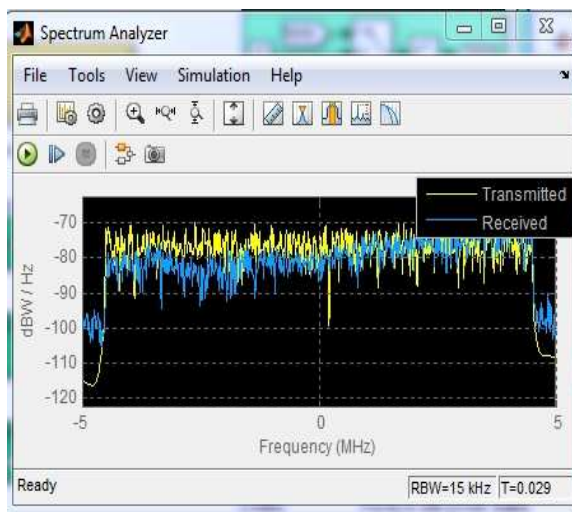 Spectrum Analyzer
File Tools View Simulation Help
Transmitted
Received
-70
-80
-90
-100
-110
-120
dBW / Hz
-5 0 5
Frequency (MHz)
Ready RBW=15 kHz T=0.029